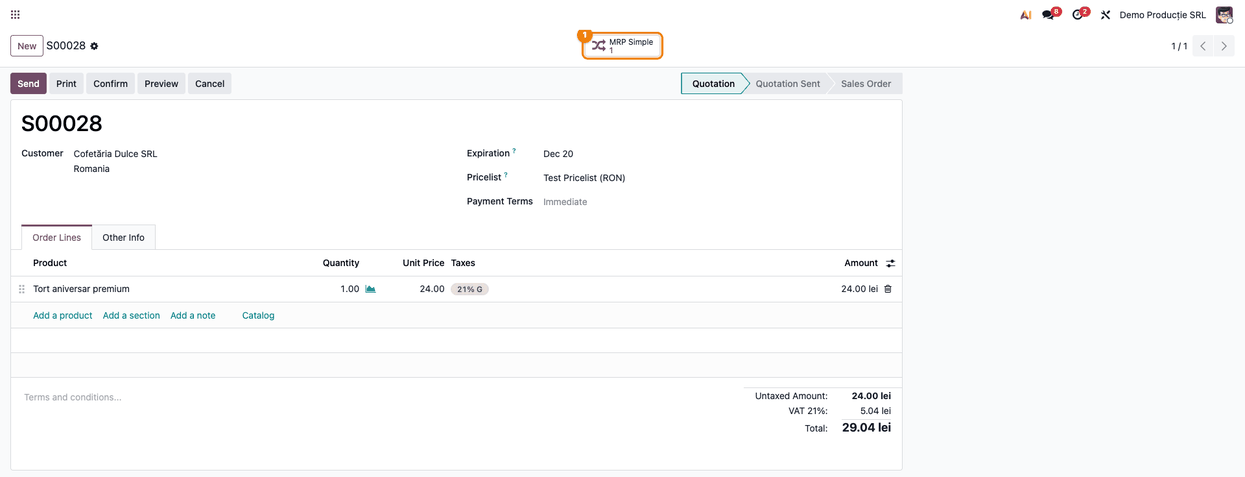 AI
8
2
Demo Producție SRL
New
S00028
1
MRP Simple
1
1 / 1
Send
Print
Confirm
Preview
Cancel
Quotation
Quotation Sent
Sales Order
S00028
Customer
Cofetăria Dulce SRL
Romania
Expiration ?
Dec 20
Pricelist ?
Test Pricelist (RON)
Payment Terms
Immediate
Order Lines
Other Info
Product
Quantity
Unit Price
Taxes
Amount
Tort aniversar premium
1.00
24.00
21% G
24.00 lei
Add a product
Add a section
Add a note
Catalog
Terms and conditions...
Untaxed Amount:
24.00 lei
VAT 21%:
5.04 lei
Total:
29.04 lei